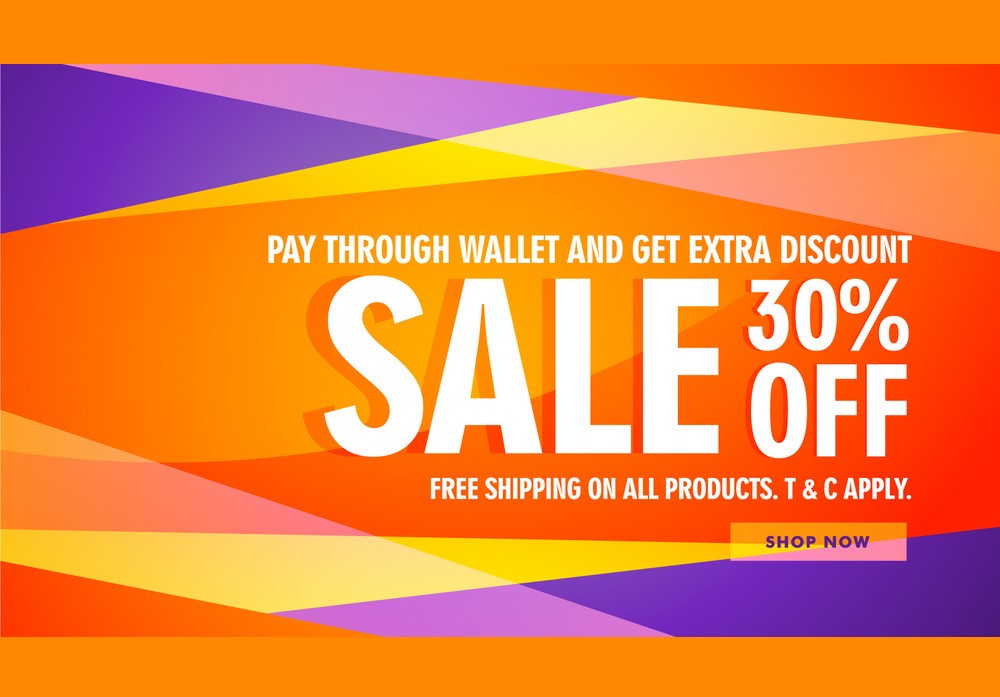 PAY THROUGH WALLET AND GET EXTRA DISCOUNT
SALE
30%
OFF
FREE SHIPPING ON ALL PRODUCTS. T & C APPLY.
SHOP NOW